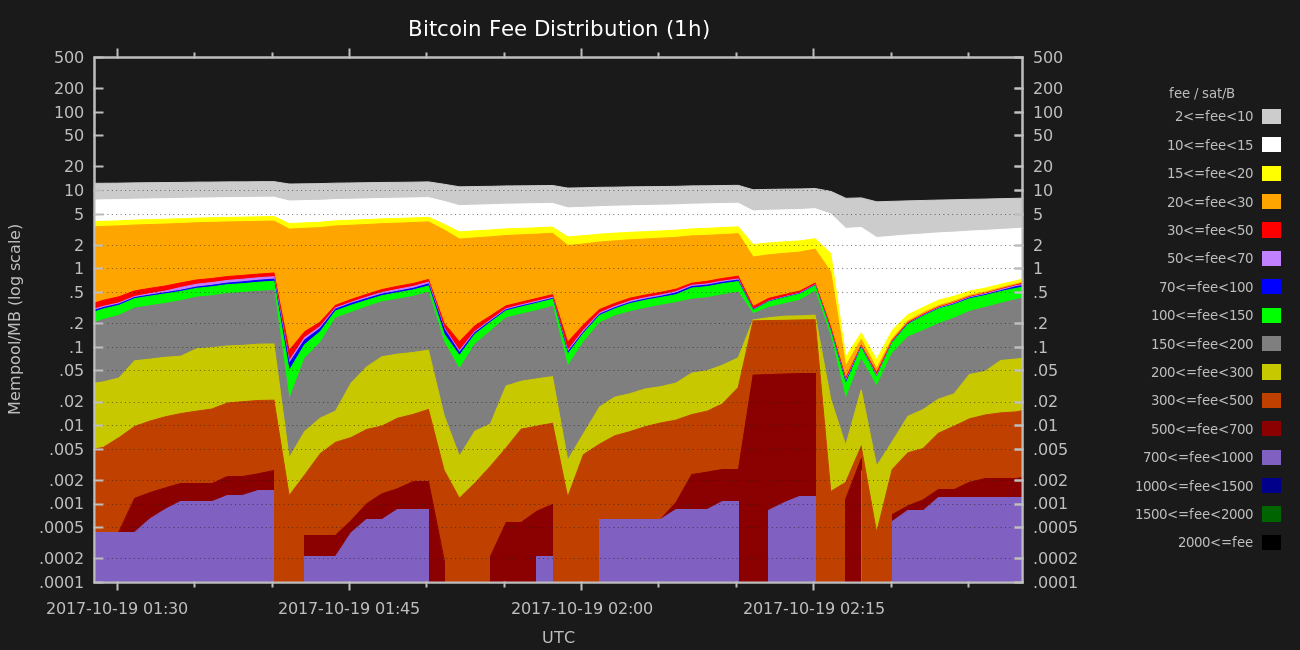 Bitcoin Fee Distribution (1h)
Mempool/MB (log scale)
500
200
100
50
20
10
5
2
1
.5
.2
.1
.05
.02
.01
.005
.002
.001
.0005
.0002
.0001
500
200
100
50
20
10
5
2
1
.5
.2
.1
.05
.02
.01
.005
.002
.001
.0005
.0002
.0001
2017-10-19 01:30
2017-10-19 01:45
2017-10-19 02:00
2017-10-19 02:15
UTC
fee / sat/B
2<=fee<10
10<=fee<15
15<=fee<20
20<=fee<30
30<=fee<50
50<=fee<70
70<=fee<100
100<=fee<150
150<=fee<200
200<=fee<300
300<=fee<500
500<=fee<700
700<=fee<1000
1000<=fee<1500
1500<=fee<2000
2000<=fee